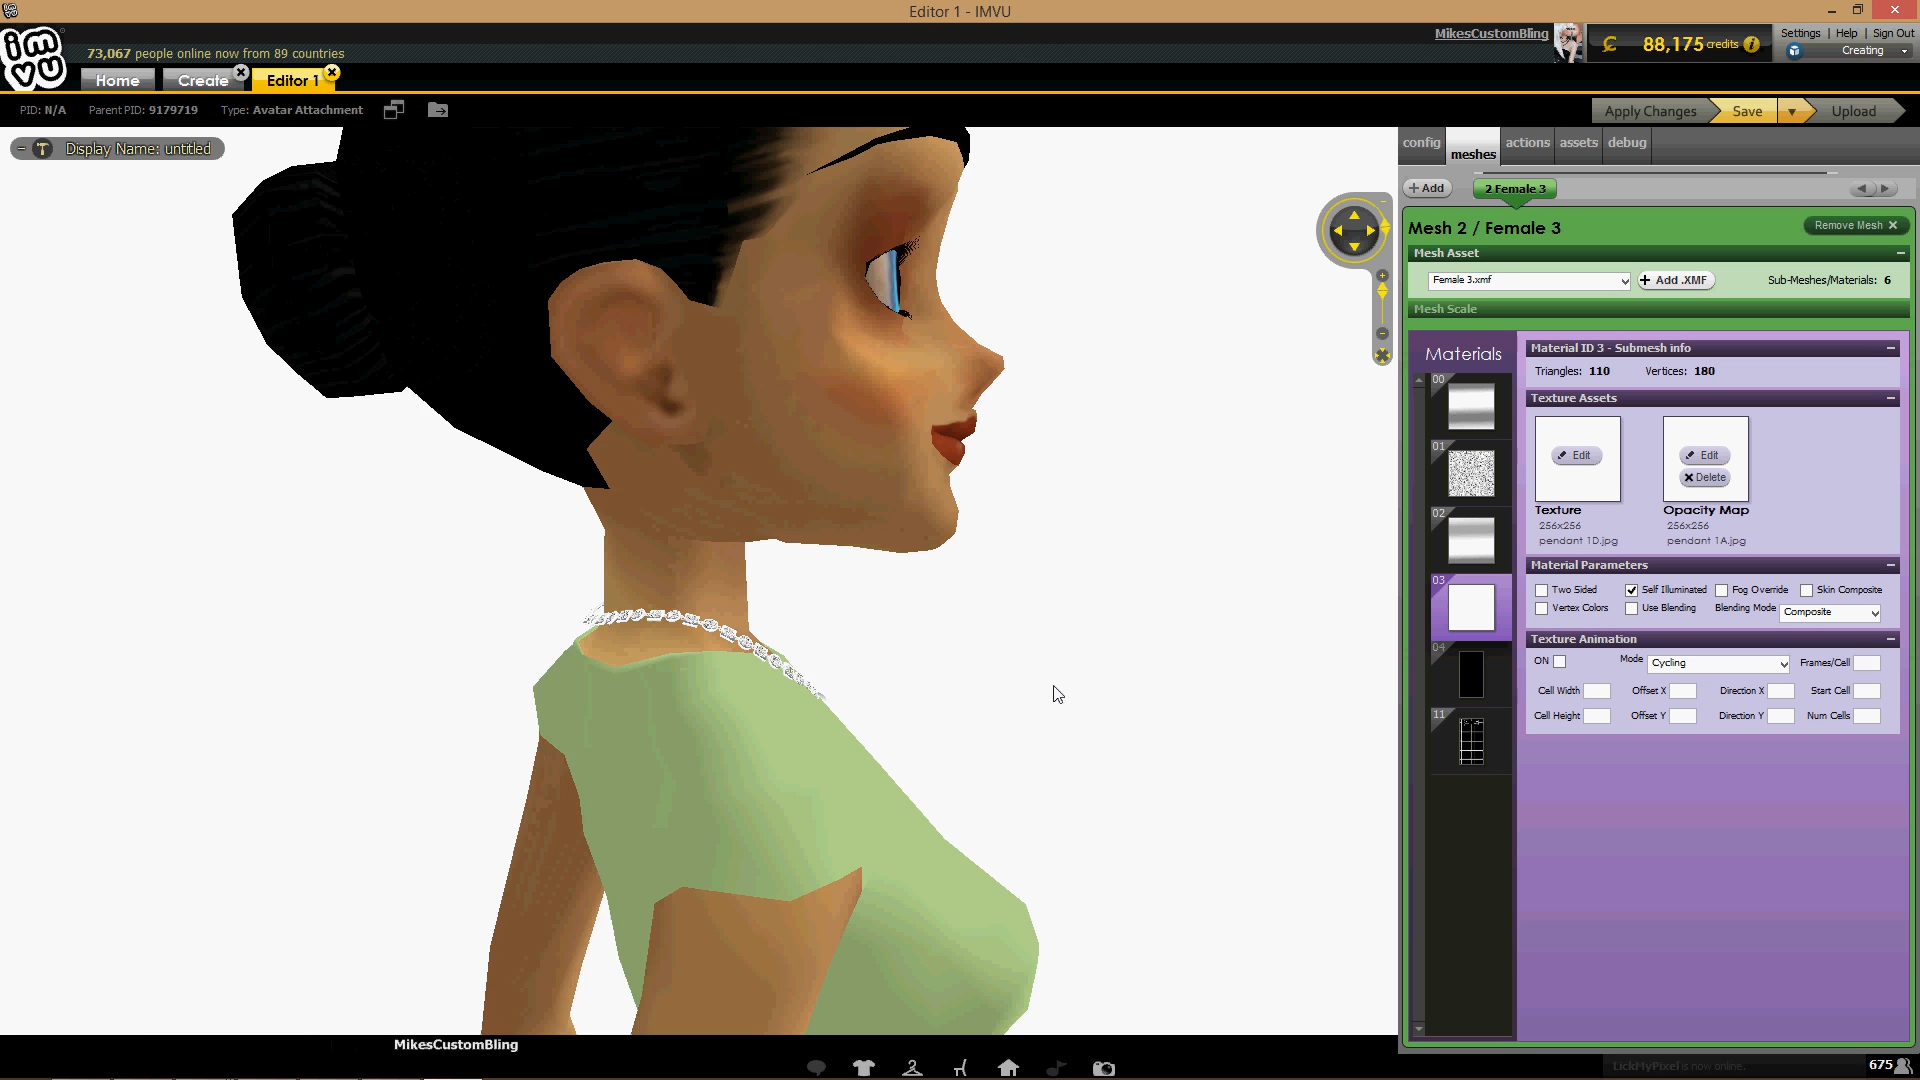 Editor 1 - IMVU
imvu
73,067 people online now from 89 countries
MikesCustomBling
88,175 credits
Settings | Help | Sign Out
Creating
Home
Create
Editor 1
PID: N/A
Parent PID: 9179719
Type: Avatar Attachment
Apply Changes
Save
Upload
Display Name: untitled
config
meshes
actions
assets
debug
+ Add
2 Female 3
Mesh 2 / Female 3
Remove Mesh X
Mesh Asset
Female 3.xmf
+ Add .XMF
Sub-Meshes/Materials: 6
Mesh Scale
Materials
00
01
02
03
04
11
Material ID 3 - Submesh info
Triangles: 110
Vertices: 180
Texture Assets
Edit
Edit
Delete
Texture
256x256
pendant 1D.jpg
Opacity Map
256x256
pendant 1A.jpg
Material Parameters
Two Sided
Self Illuminated
Fog Override
Skin Composite
Vertex Colors
Use Blending
Blending Mode
Composite
Texture Animation
ON
Mode
Cycling
Frames/Cell
Cell Width
Offset X
Direction X
Start Cell
Cell Height
Offset Y
Direction Y
Num Cells
MikesCustomBling
LickMyPixel is now online.
675